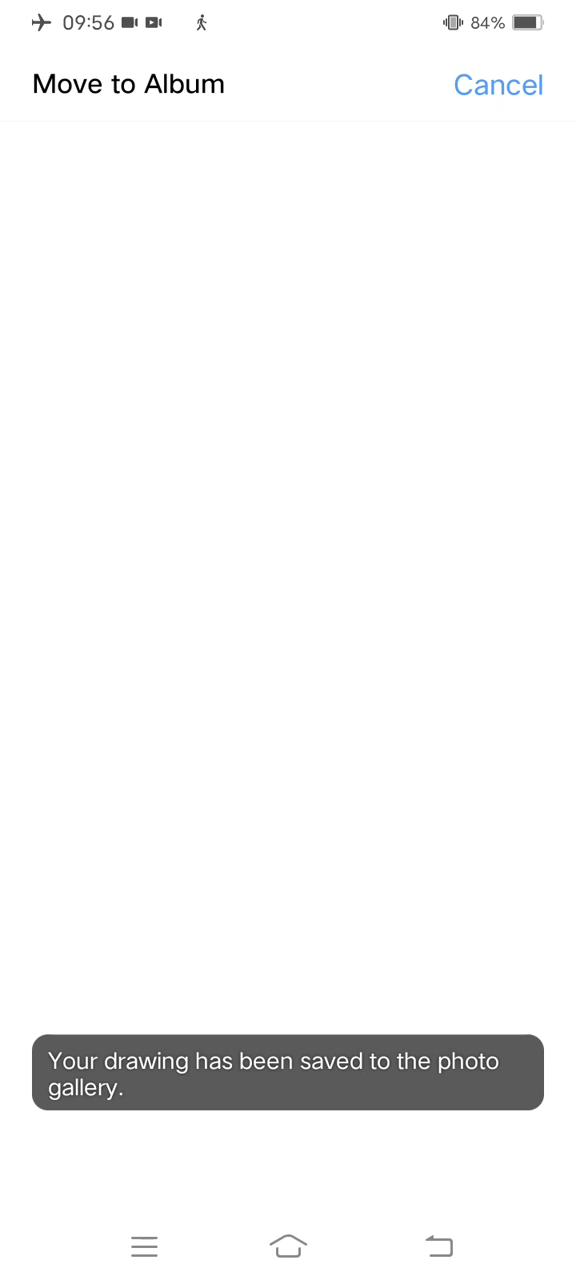 09:56
84%
Move to Album
Cancel
Your drawing has been saved to the photo
gallery.